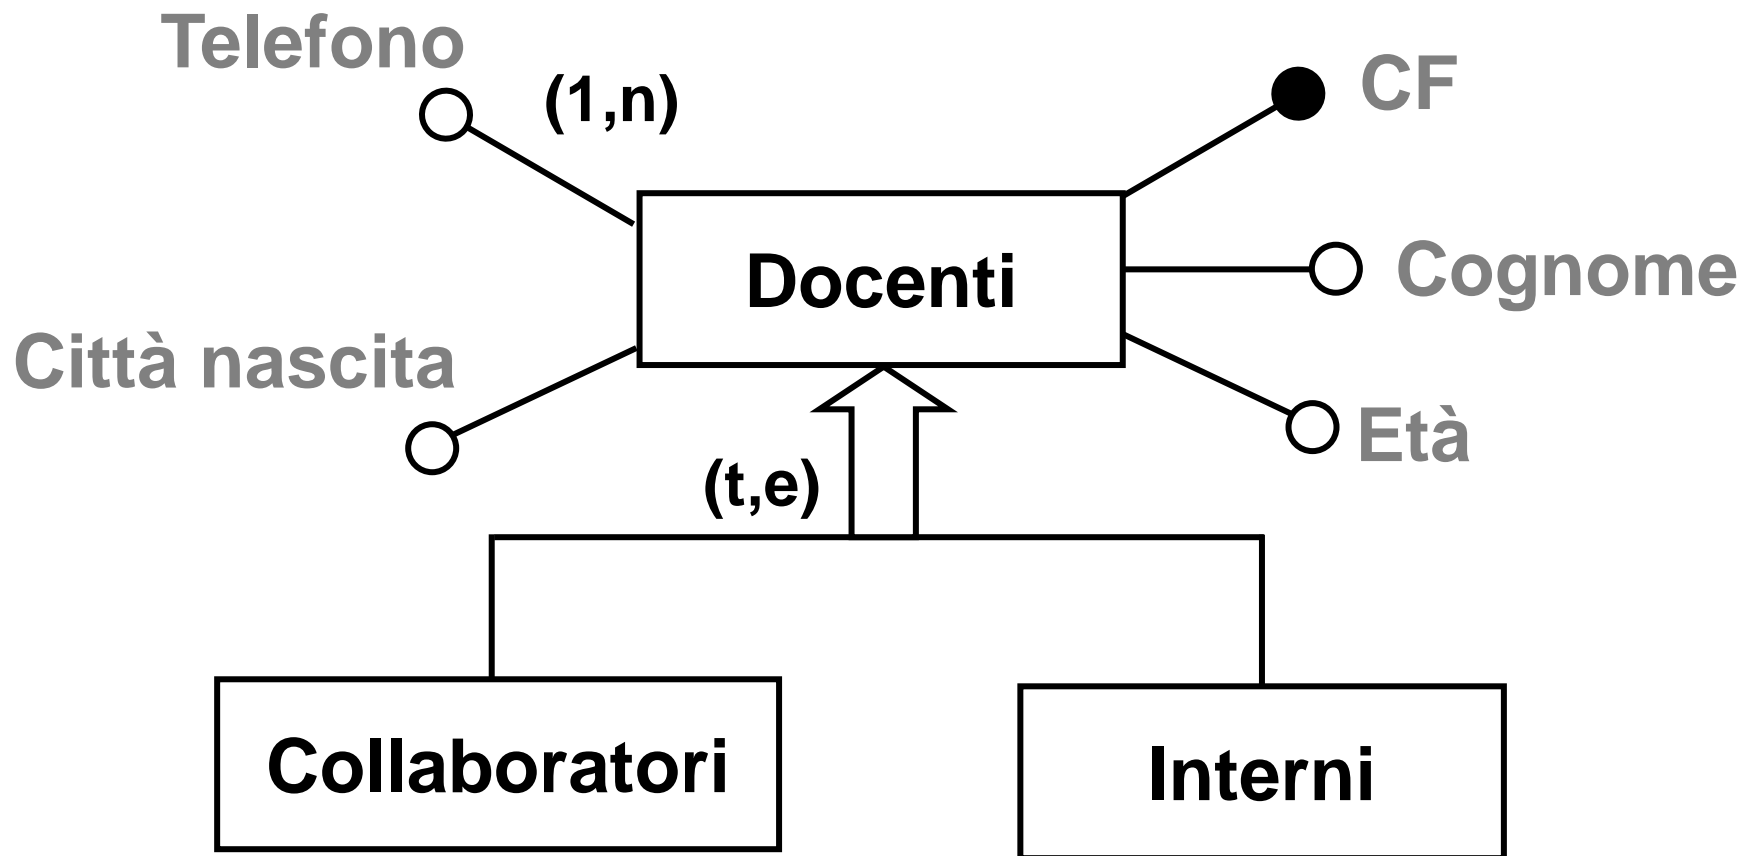 Telefono
(1,n)
CF
Docenti
Cognome
Città nascita
Età
(t,e)
Collaboratori
Interni